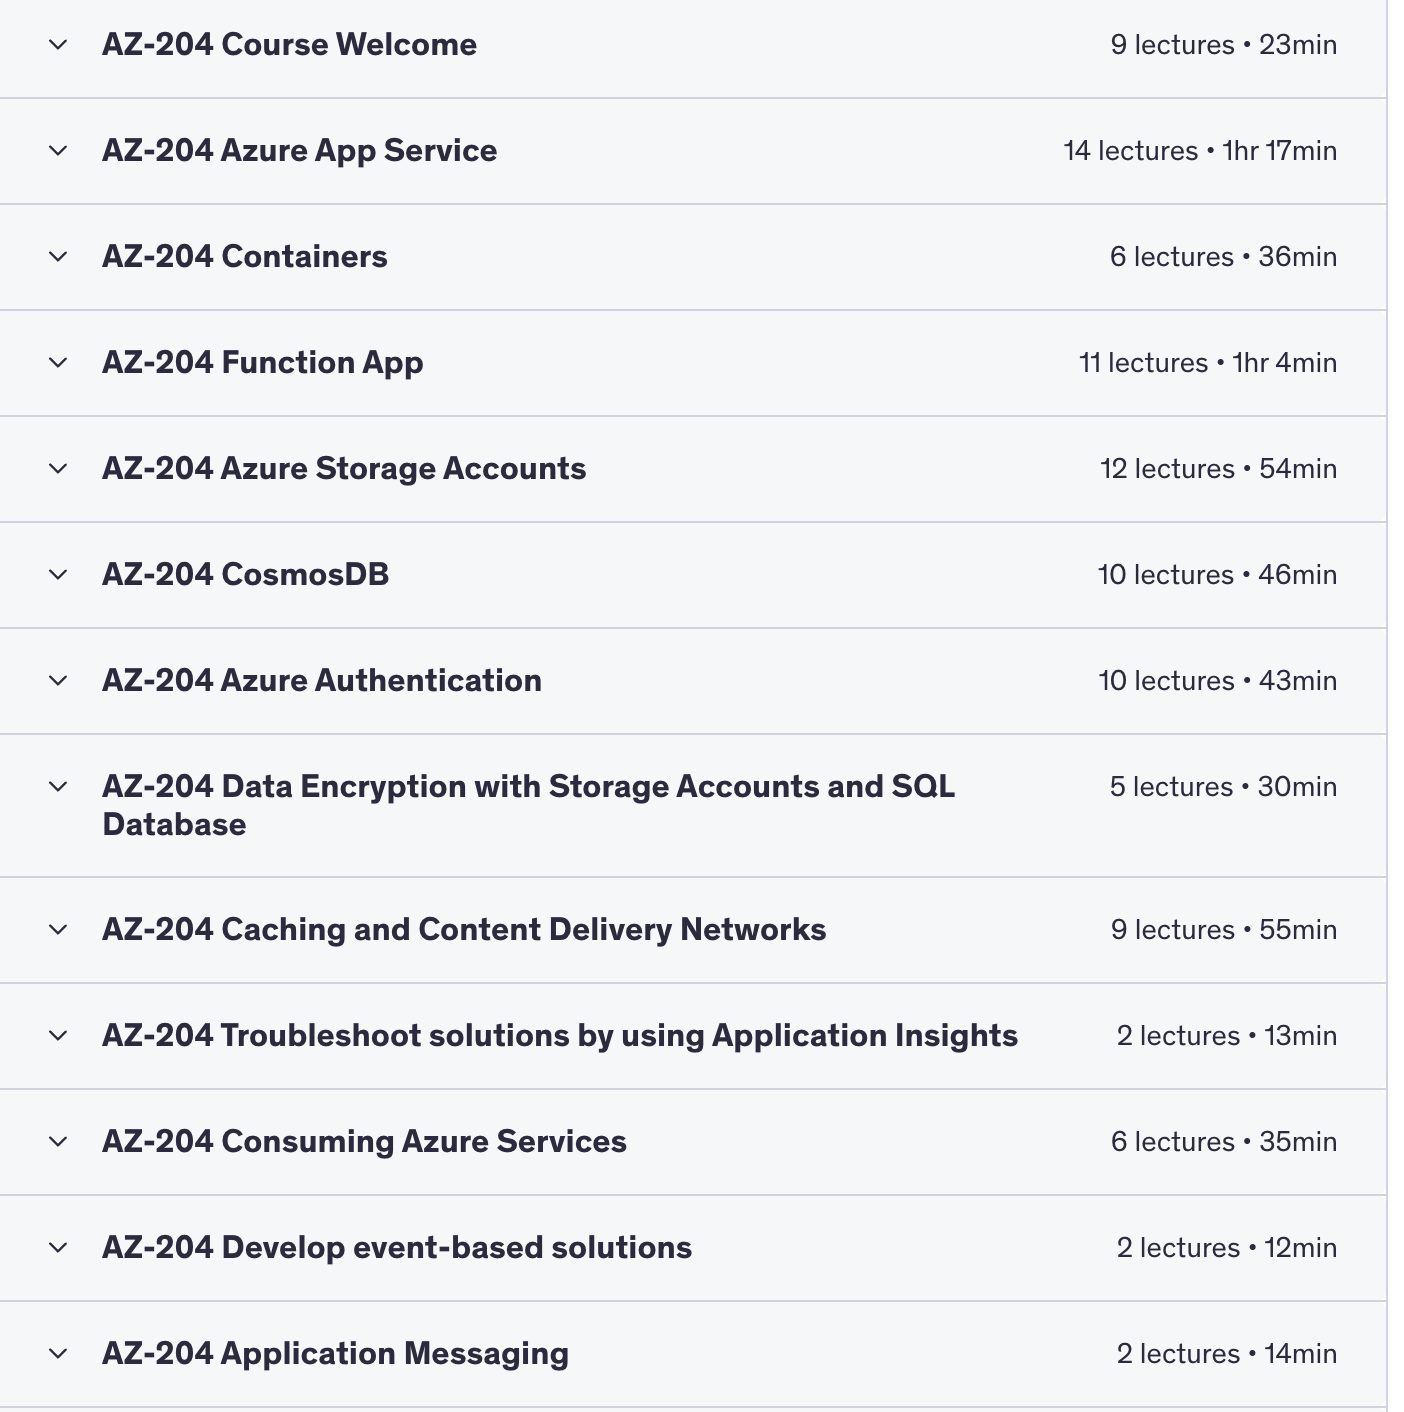 AZ-204 Course Welcome 9 lectures • 23min
AZ-204 Azure App Service 14 lectures • 1hr 17min
AZ-204 Containers 6 lectures • 36min
AZ-204 Function App 11 lectures • 1hr 4min
AZ-204 Azure Storage Accounts 12 lectures • 54min
AZ-204 CosmosDB 10 lectures • 46min
AZ-204 Azure Authentication 10 lectures • 43min
AZ-204 Data Encryption with Storage Accounts and SQL 5 lectures • 30min
Database
AZ-204 Caching and Content Delivery Networks 9 lectures • 55min
AZ-204 Troubleshoot solutions by using Application Insights 2 lectures • 13min
AZ-204 Consuming Azure Services 6 lectures • 35min
AZ-204 Develop event-based solutions 2 lectures • 12min
AZ-204 Application Messaging 2 lectures • 14min